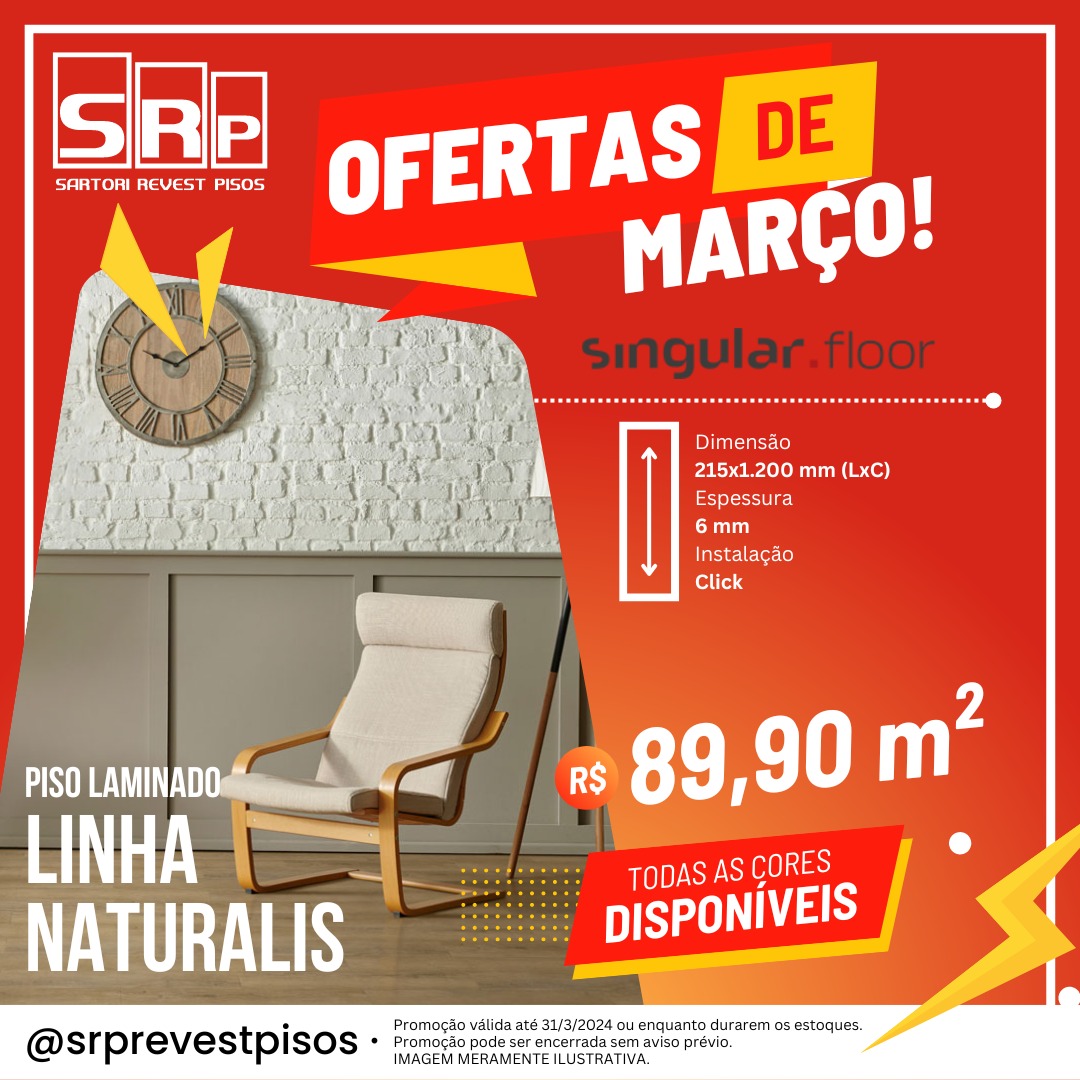 SRP
SARTORI REVEST PISOS
OFERTAS DE
MARÇO!
singular.floor
Dimensão
215x1.200 mm (LxC)
Espessura
6 mm
Instalação
Click
R$ 89,90 m²
TODAS AS CORES
DISPONÍVEIS
PISO LAMINADO
LINHA
NATURALIS
@srprevestpisos •
Promoção válida até 31/3/2024 ou enquanto durarem os estoques.
Promoção pode ser encerrada sem aviso prévio.
IMAGEM MERAMENTE ILUSTRATIVA.